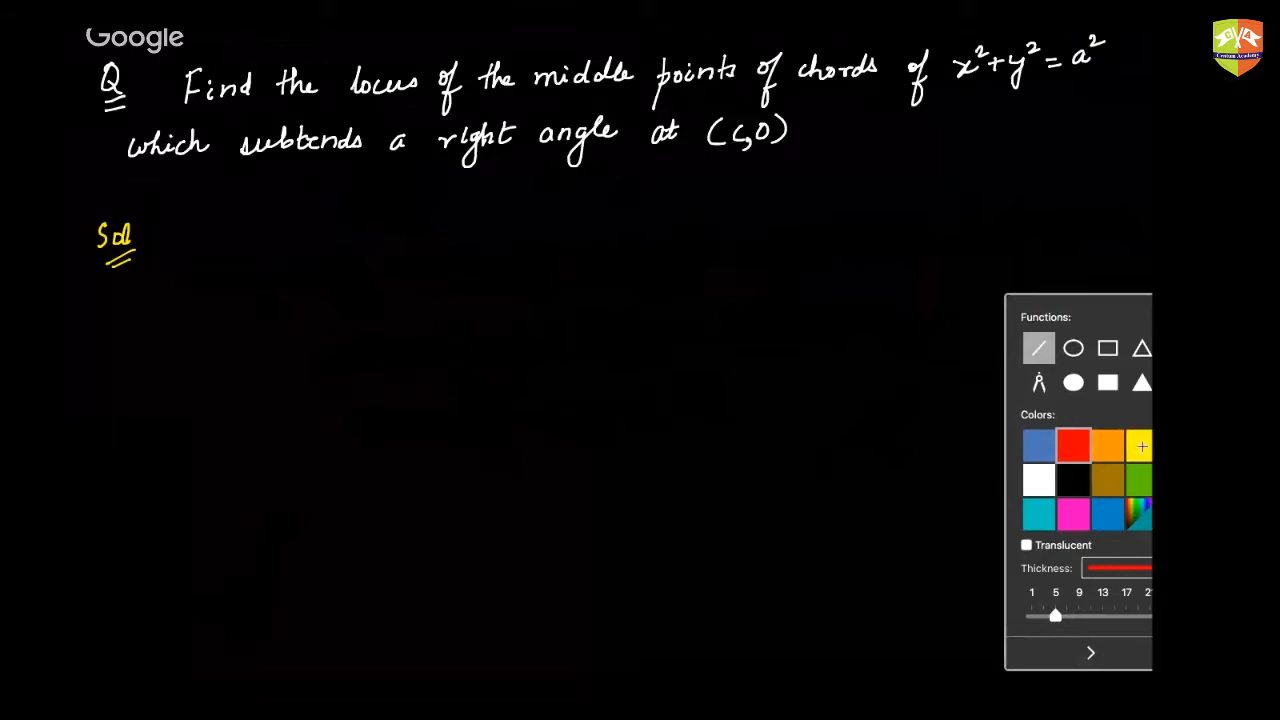 Google
Q Find the locus of the middle points of chords of x²+y²=a²
which subtends a right angle at (c,0)
Sol
Functions:
Colors:
Translucent
Thickness:
1 5 9 13 17